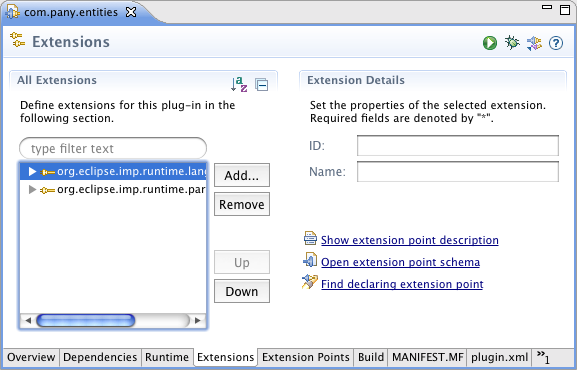 com.pany.entities
Extensions
All Extensions
Define extensions for this plug-in in the
following section.
type filter text
org.eclipse.imp.runtime.lang
org.eclipse.imp.runtime.par
Add...
Remove
Up
Down
Extension Details
Set the properties of the selected extension.
Required fields are denoted by "*".
ID:
Name:
Show extension point description
Open extension point schema
Find declaring extension point
Overview Dependencies Runtime Extensions Extension Points Build MANIFEST.MF plugin.xml »1